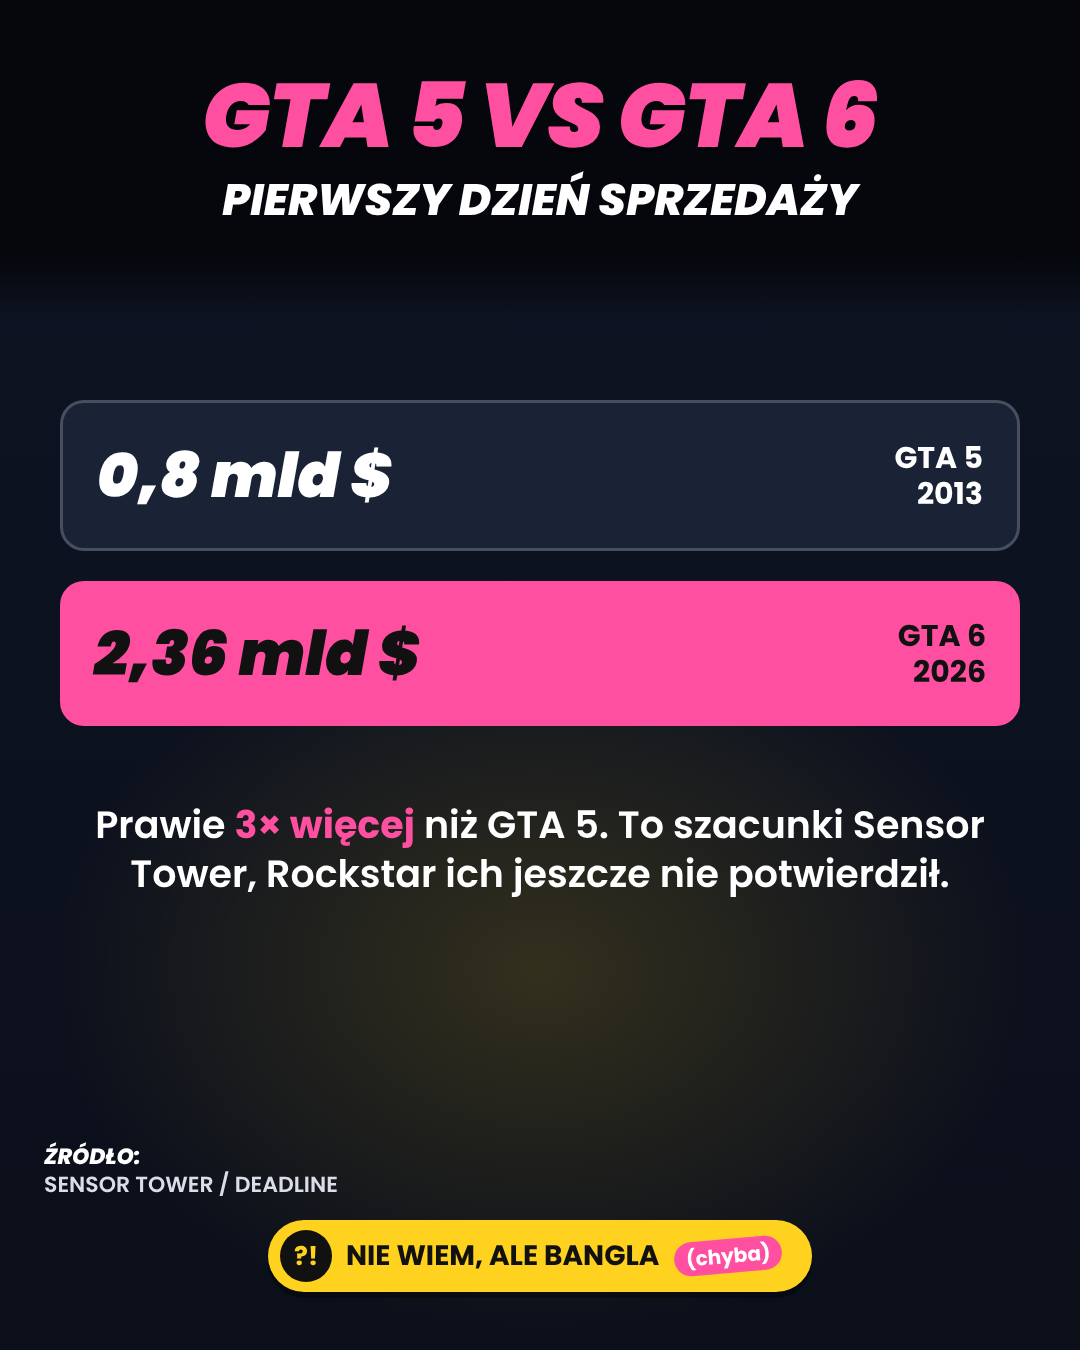 GTA 5 VS GTA 6
PIERWSZY DZIEŃ SPRZEDAŻY
0,8 mld $
GTA 5
2013
2,36 mld $
GTA 6
2026
Prawie 3× więcej niż GTA 5. To szacunki Sensor
Tower, Rockstar ich jeszcze nie potwierdził.
ŹRÓDŁO:
SENSOR TOWER / DEADLINE
?! NIE WIEM, ALE BANGLA (chyba)